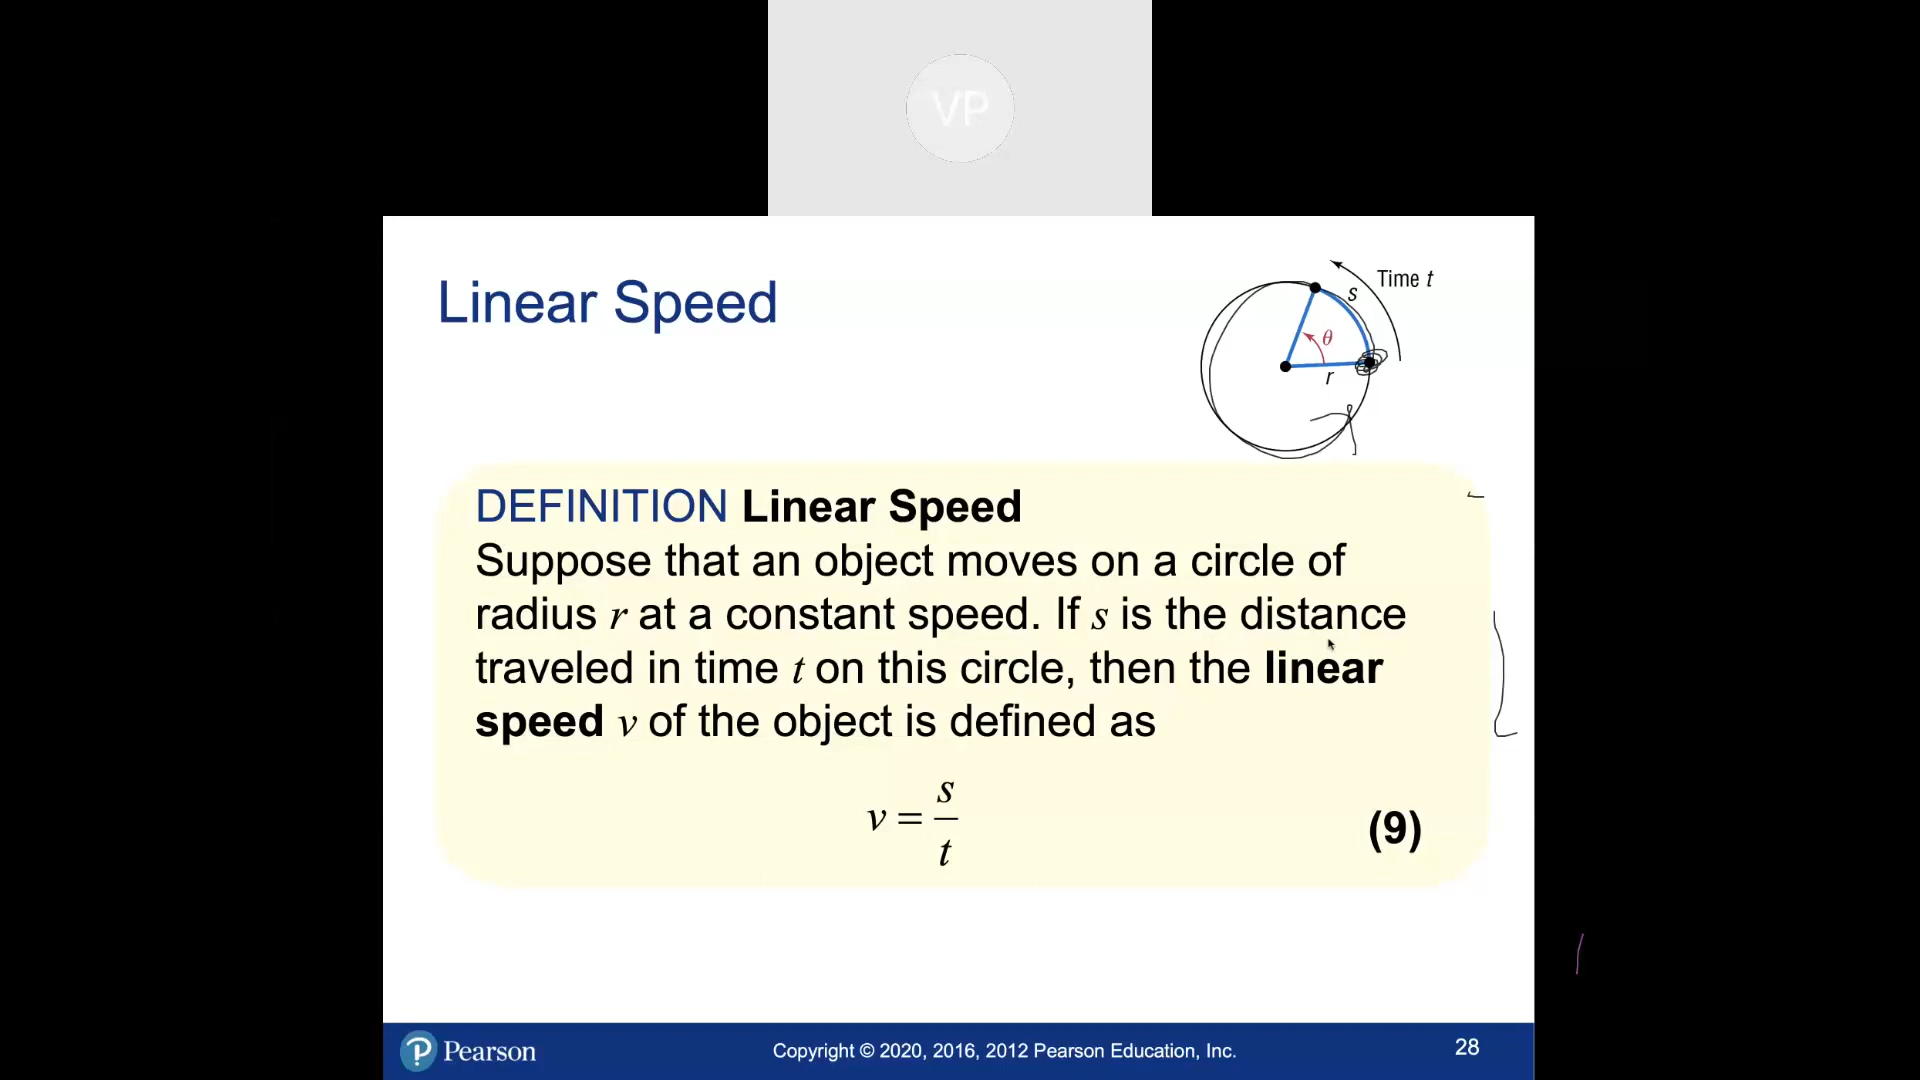 VP
Linear Speed
Time t
s
θ
r
DEFINITION Linear Speed
Suppose that an object moves on a circle of
radius r at a constant speed. If s is the distance
traveled in time t on this circle, then the linear
speed v of the object is defined as
v = s/t
(9)
Pearson
Copyright © 2020, 2016, 2012 Pearson Education, Inc.
28